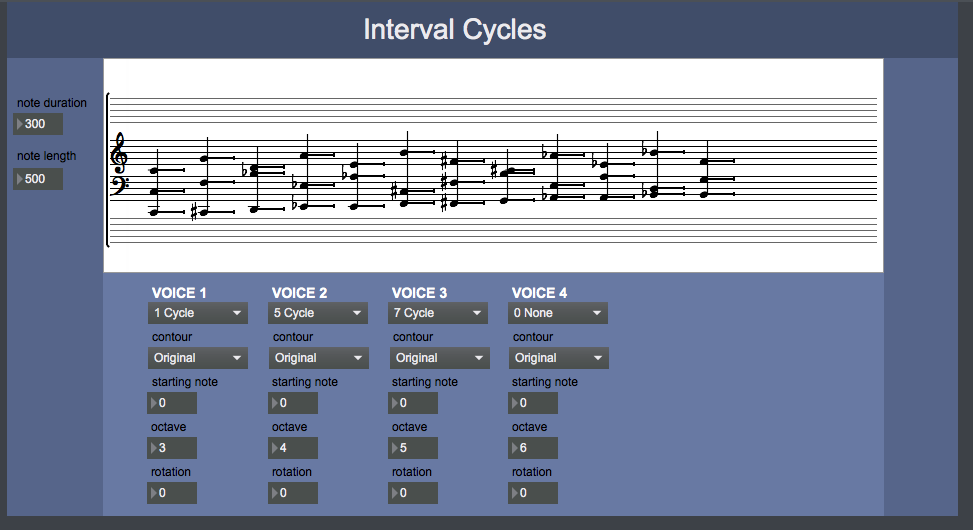 Interval Cycles
note duration
300
note length
500
VOICE 1 VOICE 2 VOICE 3 VOICE 4
1 Cycle 5 Cycle 7 Cycle 0 None
contour contour contour contour
Original Original Original Original
starting note starting note starting note starting note
0 0 0 0
octave octave octave octave
3 4 5 6
rotation rotation rotation rotation
0 0 0 0